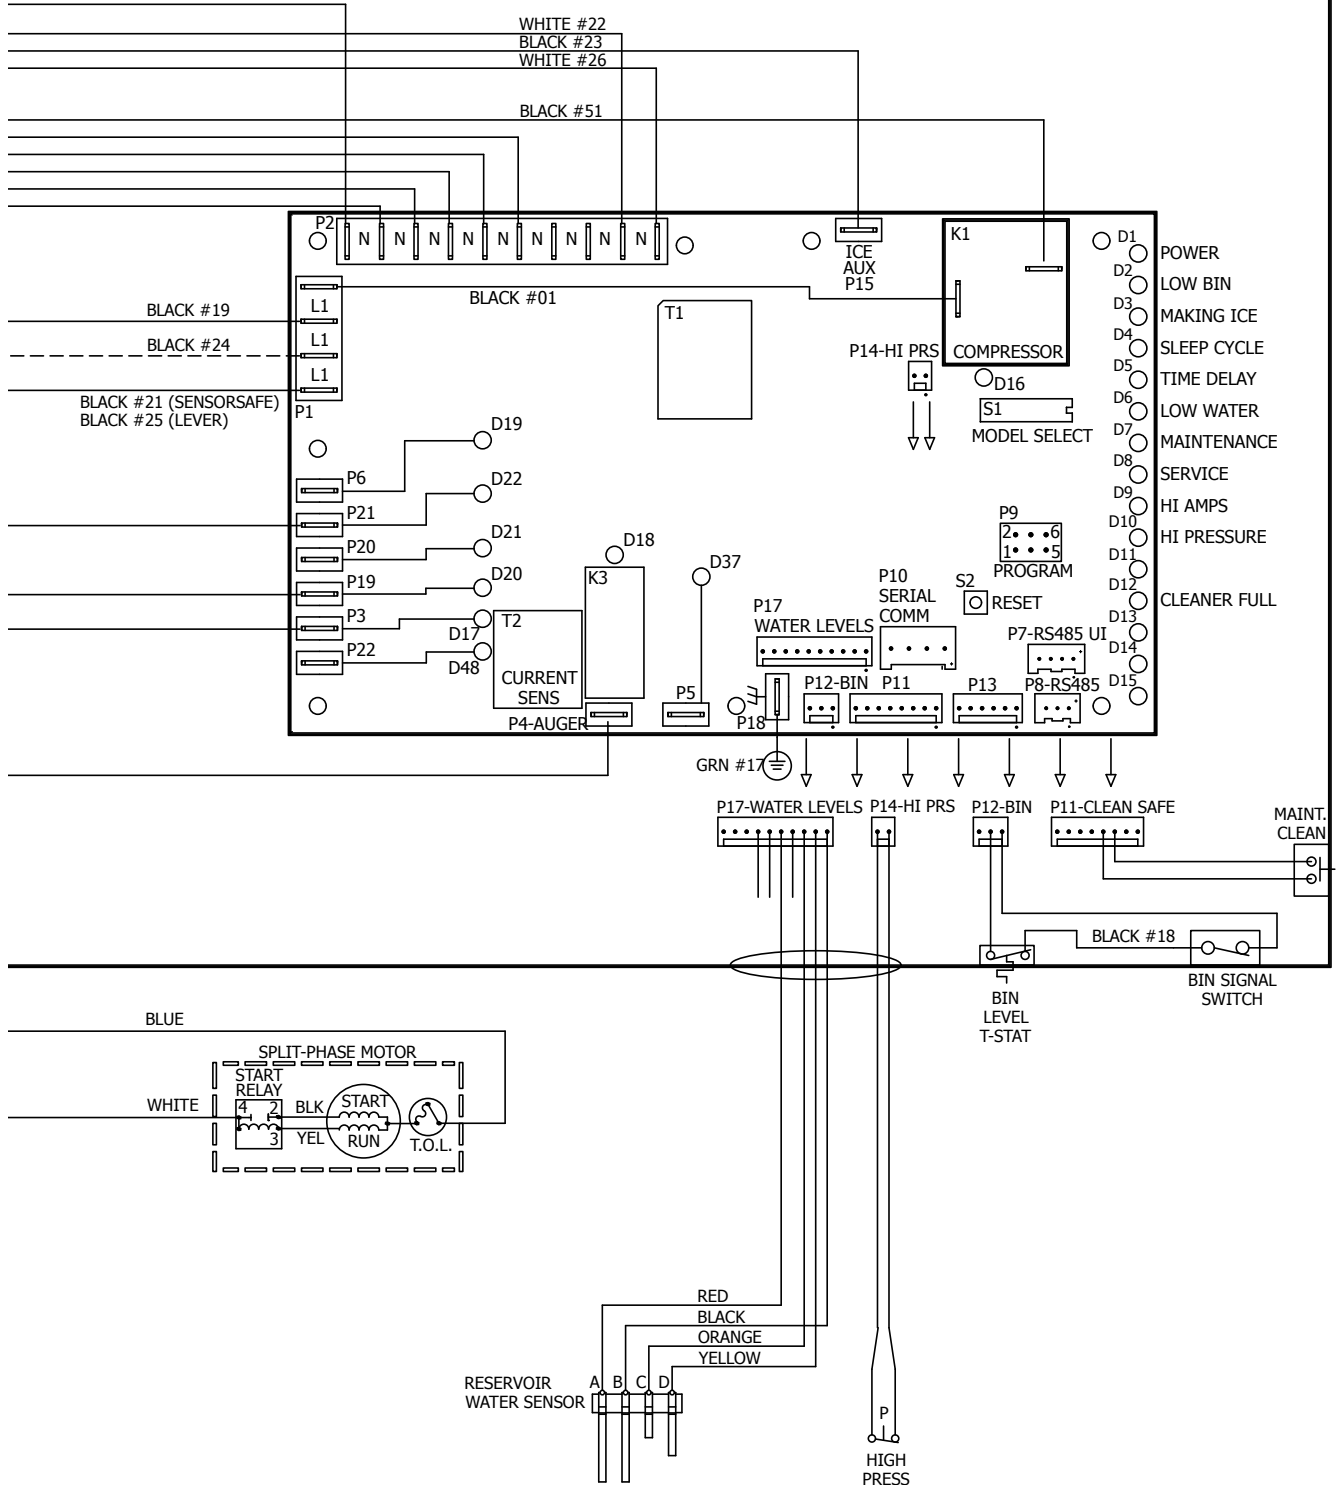 WHITE #22
BLACK #23
WHITE #26
BLACK #51
P2
N N N N N N N N N
ICE
AUX
P15
K1
COMPRESSOR
D1
POWER
D2
LOW BIN
D3
MAKING ICE
D4
SLEEP CYCLE
D5
TIME DELAY
D6
LOW WATER
D7
MAINTENANCE
D8
SERVICE
D9
HI AMPS
D10
HI PRESSURE
D11
D12
CLEANER FULL
D13
D14
D15
BLACK #01
L1
BLACK #19
L1
BLACK #24
L1
BLACK #21 (SENSORSAFE)
BLACK #25 (LEVER)
P1
T1
P14-HI PRS
D16
S1
MODEL SELECT
D19
P6
D22
P21
D21
P20
D20
P19
P3
D17
P22
D48
T2
CURRENT
SENS
D18
K3
D37
P5
P4-AUGER
P9
2 6
1 5
PROGRAM
P10
SERIAL
COMM
S2
RESET
P17
WATER LEVELS
P7-RS485 UI
P12-BIN
P11
P13
P8-RS485
P18
GRN #17
P17-WATER LEVELS
P14-HI PRS
P12-BIN
P11-CLEAN SAFE
MAINT.
CLEAN
BLACK #18
BIN SIGNAL
SWITCH
BIN
LEVEL
T-STAT
BLUE
SPLIT-PHASE MOTOR
START
RELAY
WHITE
4 2
3
BLK
YEL
START
RUN
T.O.L.
RED
BLACK
ORANGE
YELLOW
RESERVOIR
WATER SENSOR
A B C D
P
HIGH
PRESS